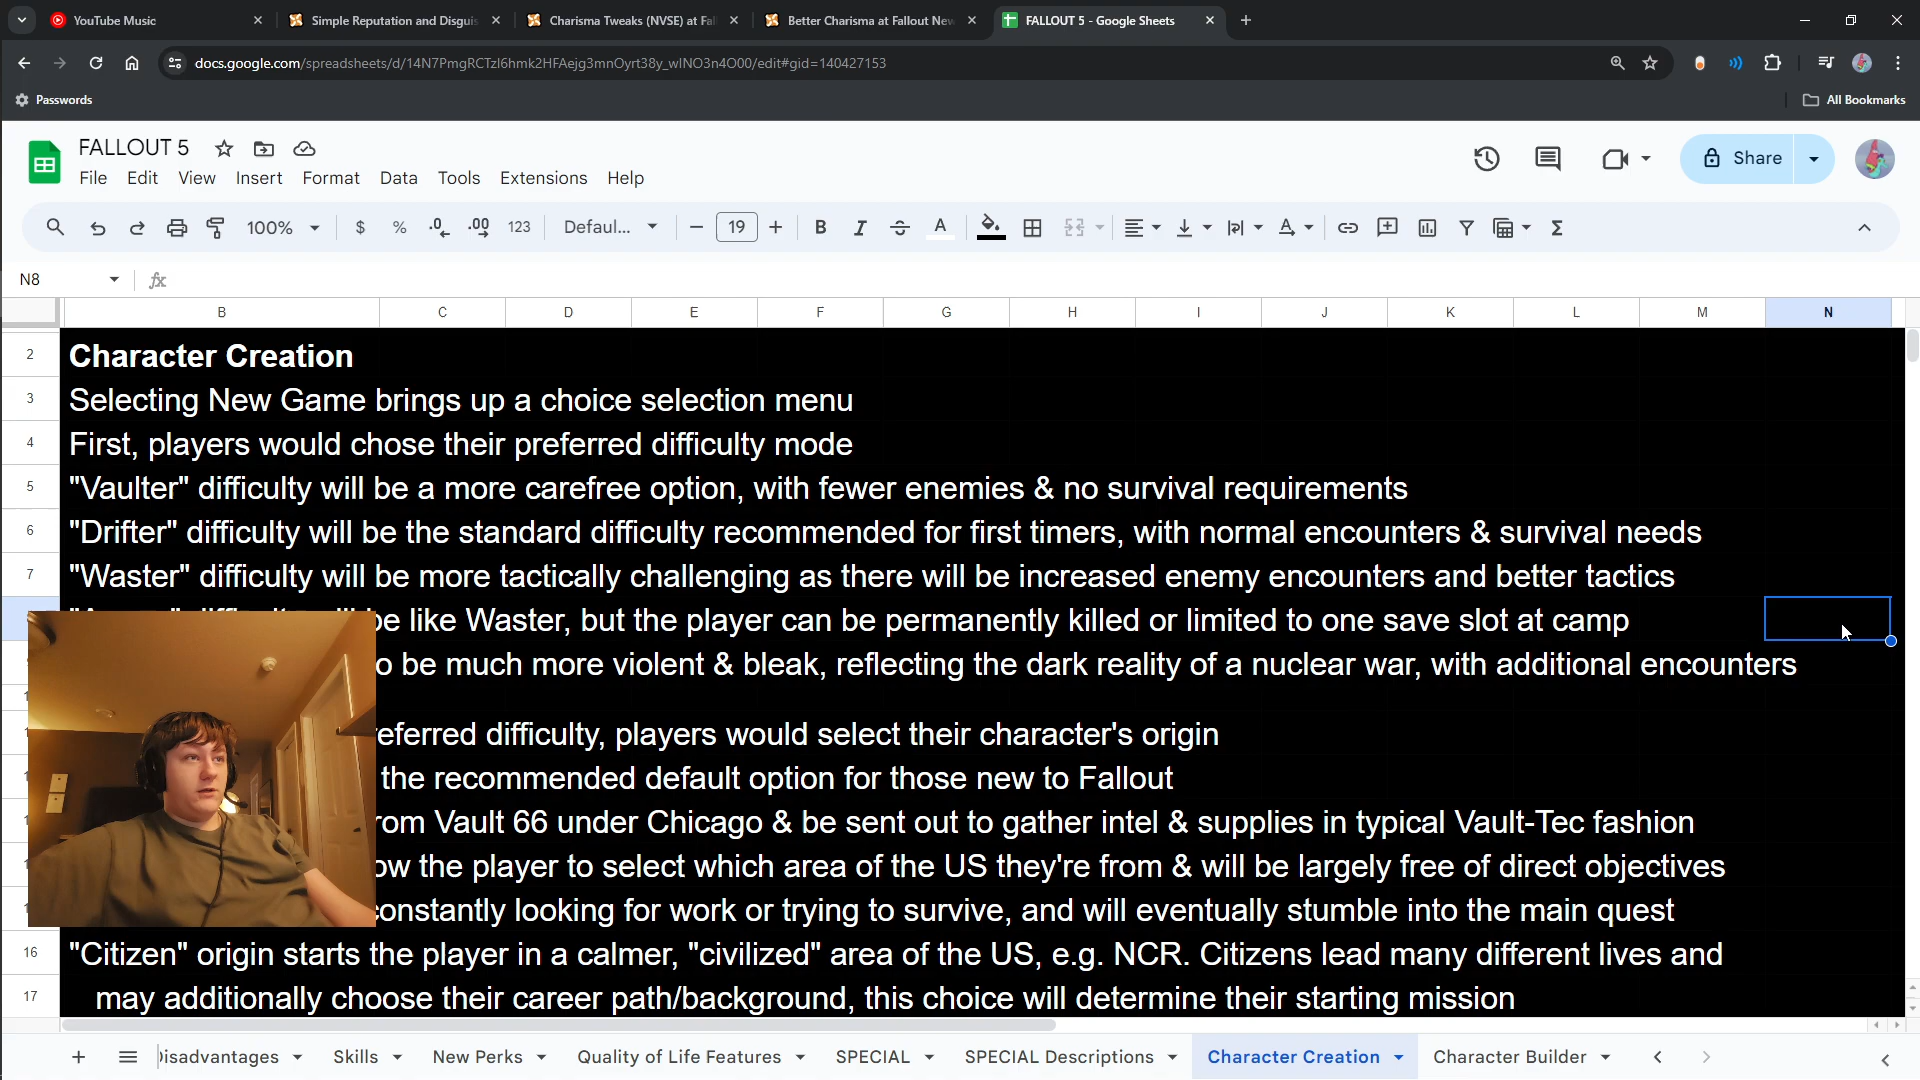 YouTube Music
Simple Reputation and Disguis
Charisma Tweaks (NVSE) at Fal
Better Charisma at Fallout New
FALLOUT 5 - Google Sheets
docs.google.com/spreadsheets/d/14N7PmgRCTzl6hmk2HFAejg3mnOyrt38y_wlNO3n4O00/edit#gid=140427153
Passwords
All Bookmarks
FALLOUT 5
File Edit View Insert Format Data Tools Extensions Help
Share
100% $ % .0 .00 123 Defaul... 19 B I A
N8 fx
B C D E F G H I J K L M N
2 Character Creation
3 Selecting New Game brings up a choice selection menu
4 First, players would chose their preferred difficulty mode
5 "Vaulter" difficulty will be a more carefree option, with fewer enemies & no survival requirements
6 "Drifter" difficulty will be the standard difficulty recommended for first timers, with normal encounters & survival needs
7 "Waster" difficulty will be more tactically challenging as there will be increased enemy encounters and better tactics
be like Waster, but the player can be permanently killed or limited to one save slot at camp
o be much more violent & bleak, reflecting the dark reality of a nuclear war, with additional encounters
eferred difficulty, players would select their character's origin
the recommended default option for those new to Fallout
rom Vault 66 under Chicago & be sent out to gather intel & supplies in typical Vault-Tec fashion
ow the player to select which area of the US they're from & will be largely free of direct objectives
constantly looking for work or trying to survive, and will eventually stumble into the main quest
16 "Citizen" origin starts the player in a calmer, "civilized" area of the US, e.g. NCR. Citizens lead many different lives and
17 may additionally choose their career path/background, this choice will determine their starting mission
isadvantages Skills New Perks Quality of Life Features SPECIAL SPECIAL Descriptions Character Creation Character Builder